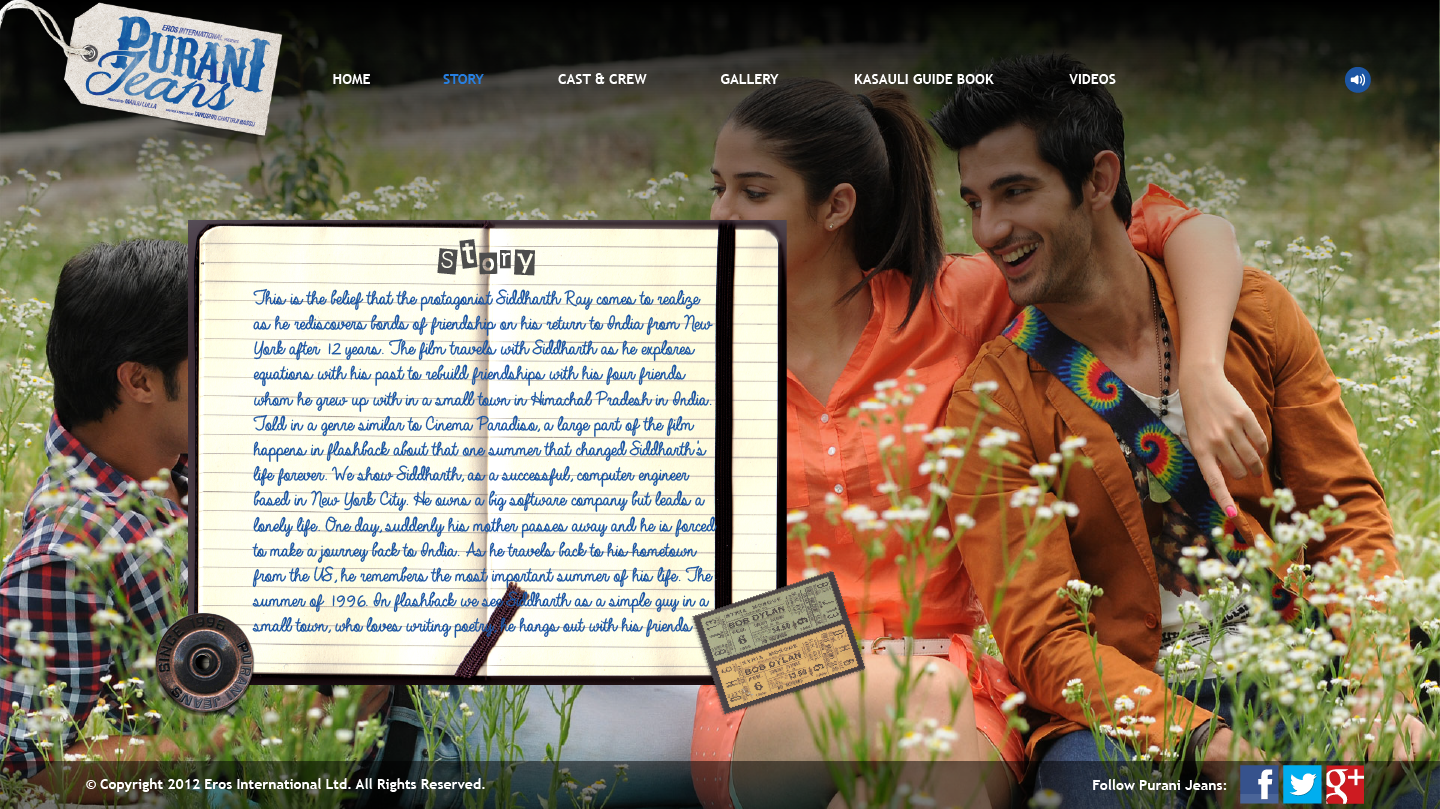 EROS INTERNATIONAL PRESENTS
PURANI
Jeans
HOME
STORY
CAST & CREW
GALLERY
KASAULI GUIDE BOOK
VIDEOS
Story
This is the belief that the protagonist Siddharth Ray comes to realize
as he rediscovers bonds of friendship on his return to India from New
York after 12 years. The film travels with Siddharth as he explores
equations with his past to rebuild friendships with his four friends
whom he grew up with in a small town in Himachal Pradesh in India.
Told in a genre similar to Cinema Paradiso, a large part of the film
happens in flashback about that one summer that changed Siddharth's
life forever. We show Siddharth, as a successful, computer engineer
based in New York City. He owns a big software company but leads a
lonely life. One day, suddenly his mother passes away and he is forced
to make a journey back to India. As he travels back to his hometown
from the US, he remembers the most important summer of his life. The
summer of 1996. In flashback we see Siddharth as a simple guy in a
small town, who loves writing poetry. He hangs out with his friends
SINCE 1996
PURANI JEANS
BOB DYLAN
6
BOB DYLAN
6
© Copyright 2012 Eros International Ltd. All Rights Reserved.
Follow Purani Jeans:
f
g+